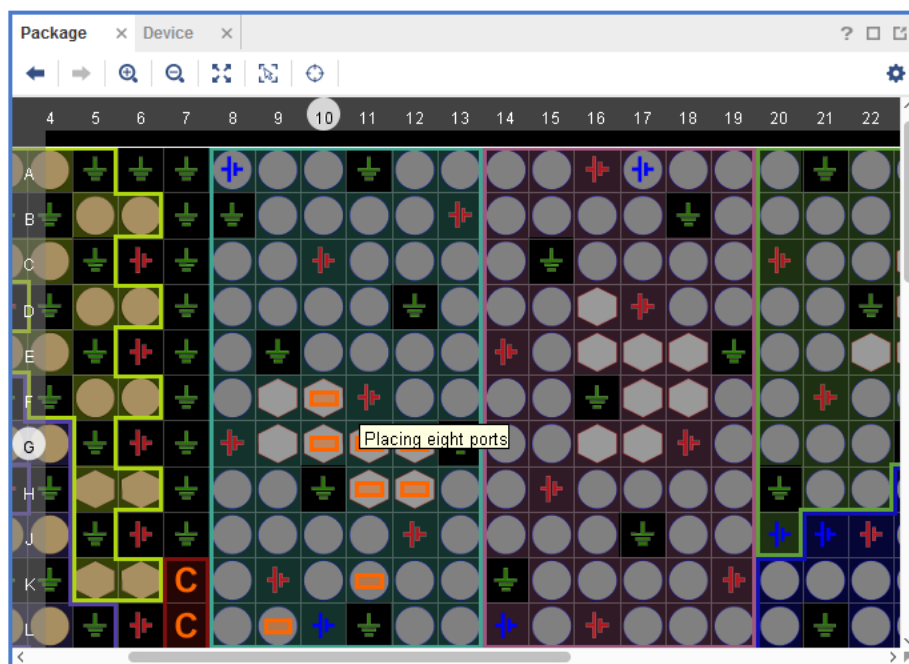 Package × Device ×
?
4 5 6 7 8 9 10 11 12 13 14 15 16 17 18 19 20 21 22
A
B
C
D
E
F
G
Placing eight ports
H
J
K C
L C